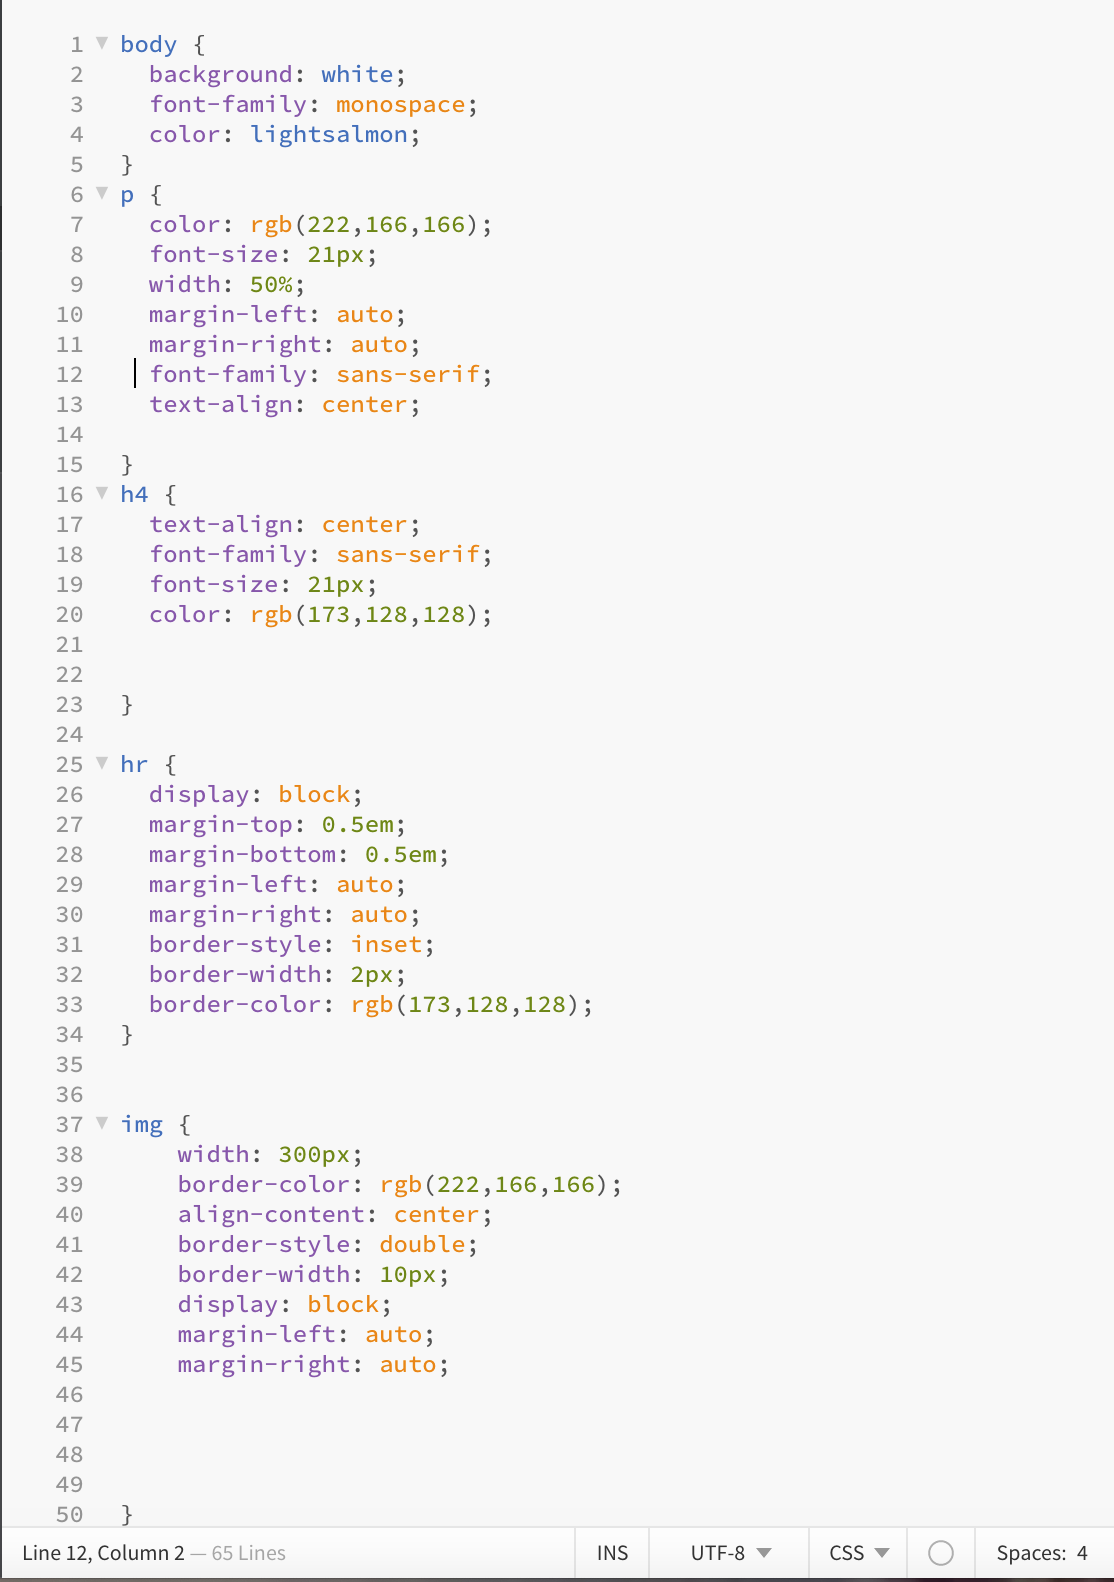 1 body {
2   background: white;
3   font-family: monospace;
4   color: lightsalmon;
5 }
6 p {
7   color: rgb(222,166,166);
8   font-size: 21px;
9   width: 50%;
10   margin-left: auto;
11   margin-right: auto;
12   font-family: sans-serif;
13   text-align: center;
14
15 }
16 h4 {
17   text-align: center;
18   font-family: sans-serif;
19   font-size: 21px;
20   color: rgb(173,128,128);
21
22
23 }
24
25 hr {
26   display: block;
27   margin-top: 0.5em;
28   margin-bottom: 0.5em;
29   margin-left: auto;
30   margin-right: auto;
31   border-style: inset;
32   border-width: 2px;
33   border-color: rgb(173,128,128);
34 }
35
36
37 img {
38     width: 300px;
39     border-color: rgb(222,166,166);
40     align-content: center;
41     border-style: double;
42     border-width: 10px;
43     display: block;
44     margin-left: auto;
45     margin-right: auto;
46
47
48
49
50 }
Line 12, Column 2 — 65 Lines INS UTF-8 CSS Spaces: 4